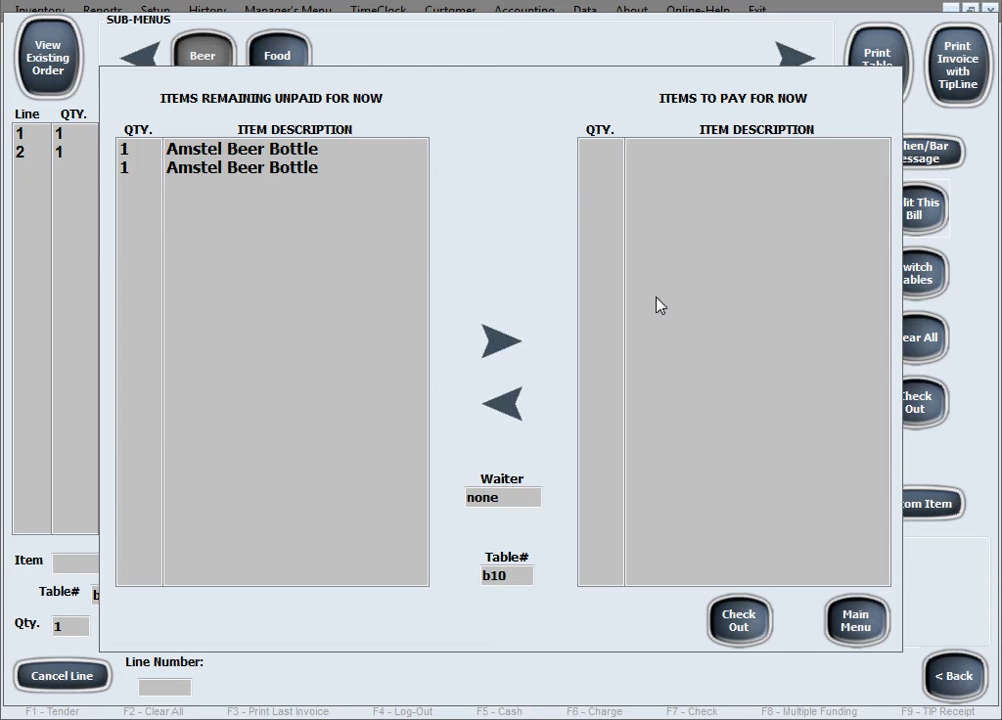 Inventory Reports Setup Manager's Menu TimeClock Customer Accounting Data About Online-Help Exit
SUB-MENUS
View
Existing
Order
Beer
Food
Print
Table
Print
Invoice
with
TipLine
Line QTY.
1 1
2 1
ITEMS REMAINING UNPAID FOR NOW
QTY. ITEM DESCRIPTION
1 Amstel Beer Bottle
1 Amstel Beer Bottle
ITEMS TO PAY FOR NOW
QTY. ITEM DESCRIPTION
hen/Bar
essage
lit This
Bill
witch
ables
ear All
Check
Out
tom Item
Waiter
none
Table#
b10
Check
Out
Main
Menu
Item
Table# b
Qty. 1
Cancel Line
Line Number:
< Back
F1 - Tender F2 - Clear All F3 - Print Last Invoice F4 - Log-Out F5 - Cash F6 - Charge F7 - Check F8 - Multiple Funding F9 - TIP Receipt